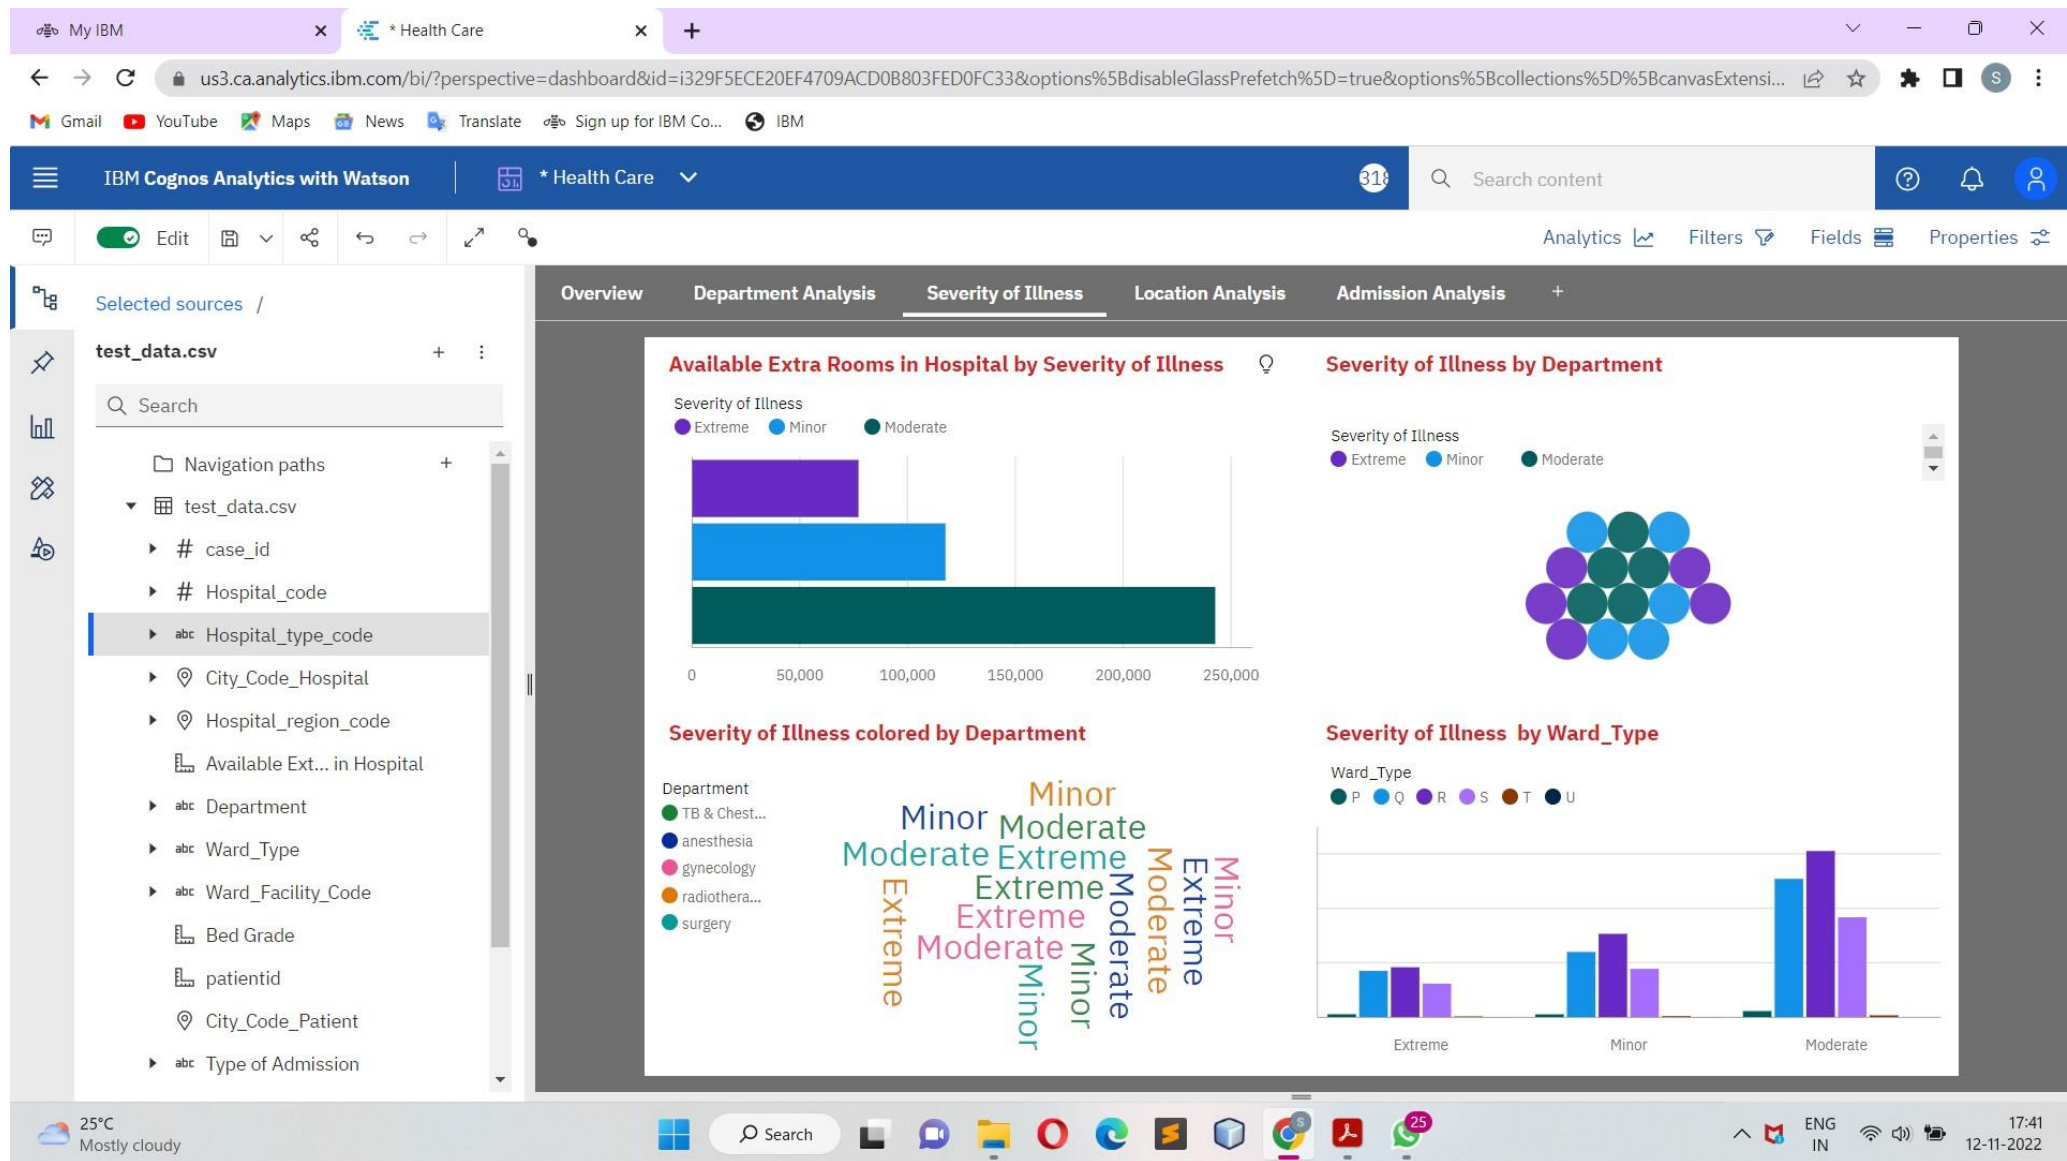 My IBM
* Health Care
us3.ca.analytics.ibm.com/bi/?perspective=dashboard&id=i329F5ECE20EF4709ACD0B803FED0FC33&options%5BdisableGlassPrefetch%5D=true&options%5Bcollections%5D%5BcanvasExtensi...
S
Gmail YouTube Maps News Translate Sign up for IBM Co... IBM
IBM Cognos Analytics with Watson
* Health Care
318
Search content
Edit
Analytics Filters Fields Properties
Selected sources /
test_data.csv
Search
Navigation paths
test_data.csv
# case_id
# Hospital_code
abc Hospital_type_code
City_Code_Hospital
Hospital_region_code
Available Ext... in Hospital
abc Department
abc Ward_Type
abc Ward_Facility_Code
Bed Grade
patientid
City_Code_Patient
abc Type of Admission
Overview Department Analysis Severity of Illness Location Analysis Admission Analysis +
Available Extra Rooms in Hospital by Severity of Illness
Severity of Illness
Extreme Minor Moderate
0 50,000 100,000 150,000 200,000 250,000
Severity of Illness by Department
Severity of Illness
Extreme Minor Moderate
Severity of Illness colored by Department
Department
TB & Chest...
anesthesia
gynecology
radiothera...
surgery
Minor
Minor
Moderate
Moderate
Extreme
Extreme
Extreme
Moderate
Extreme
Minor
Minor
Moderate
Moderate
Extreme
Minor
Severity of Illness by Ward_Type
Ward_Type
P Q R S T U
Extreme Minor Moderate
25°C
Mostly cloudy
Search
S
25
ENG
IN
17:41
12-11-2022